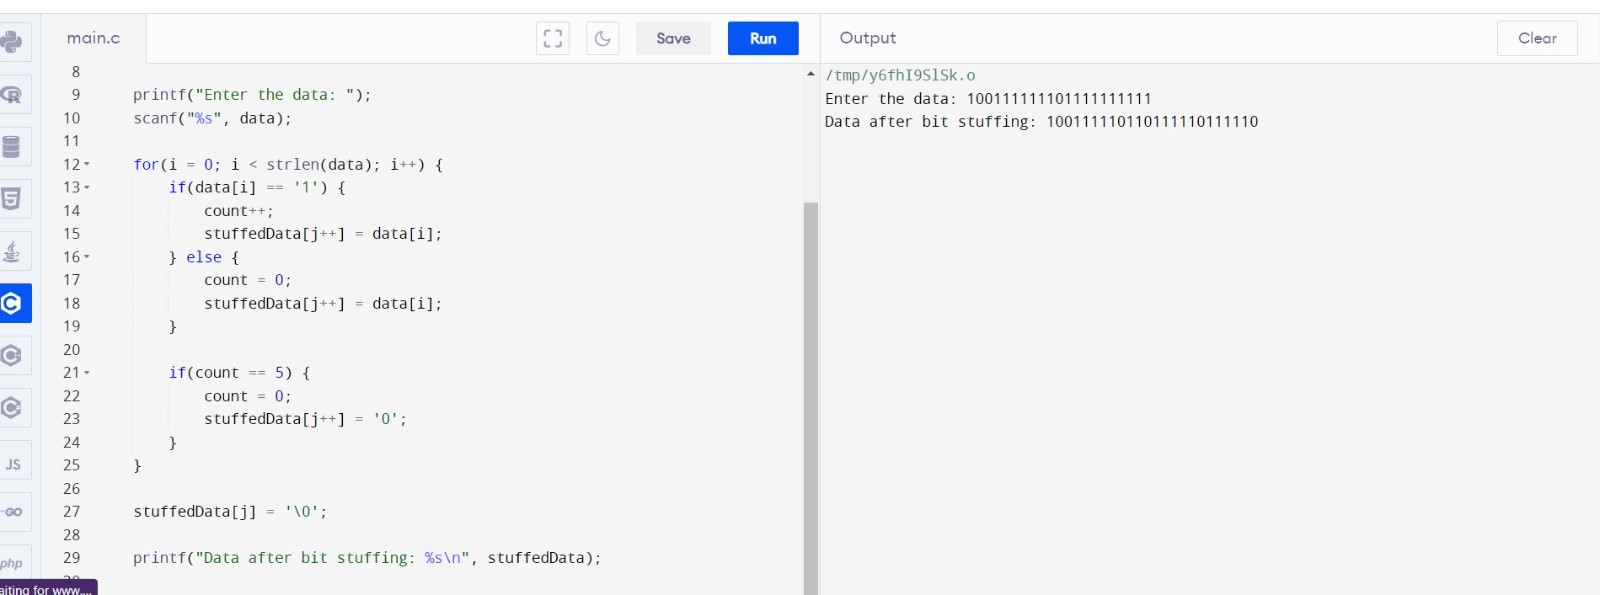 main.c
Save
Run
Output
Clear
8
9 printf("Enter the data: ");
10 scanf("%s", data);
11
12 for(i = 0; i < strlen(data); i++) {
13 if(data[i] == '1') {
14 count++;
15 stuffedData[j++] = data[i];
16 } else {
17 count = 0;
18 stuffedData[j++] = data[i];
19 }
20
21 if(count == 5) {
22 count = 0;
23 stuffedData[j++] = '0';
24 }
25 }
26
27 stuffedData[j] = '\0';
28
29 printf("Data after bit stuffing: %s\n", stuffedData);
/tmp/y6fhI9SlSk.o
Enter the data: 100111111101111111111
Data after bit stuffing: 100111110110111110111110
R
5
C
C
JS
GO
php
aiting for www....